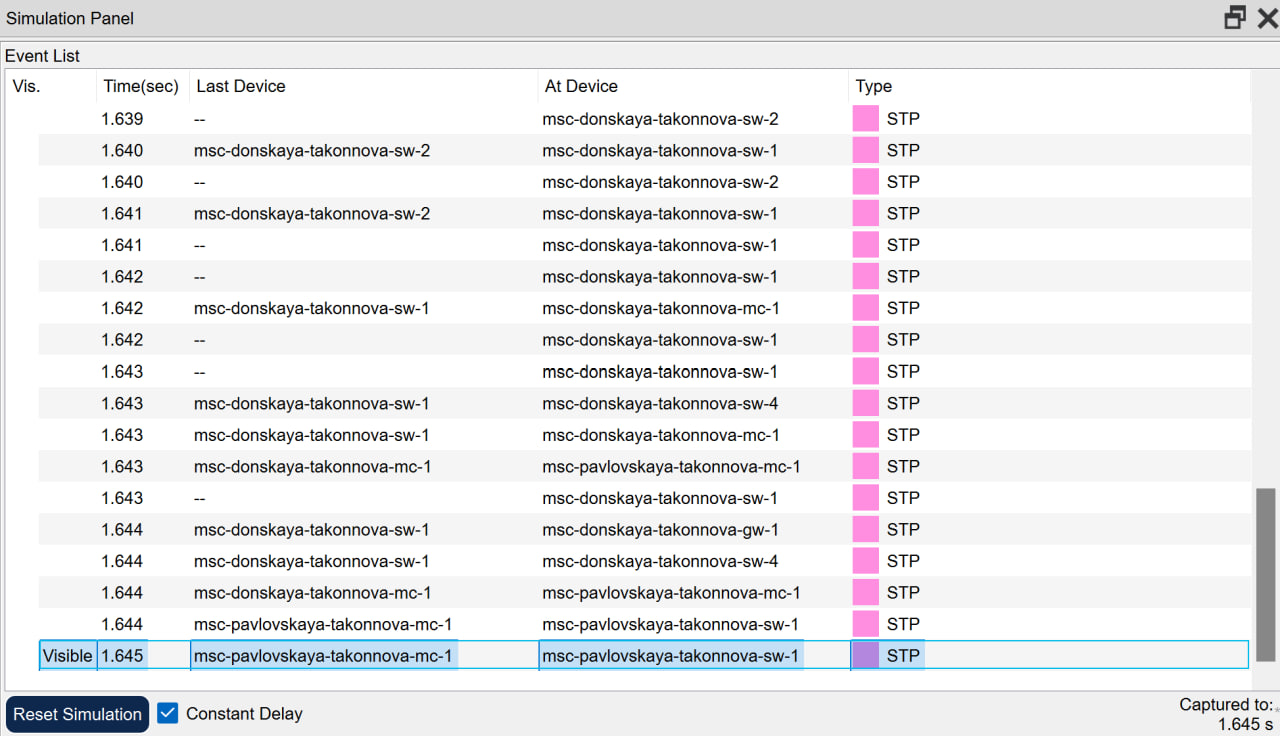 Simulation Panel
Event List
Vis. Time(sec) Last Device At Device Type
1.639 -- msc-donskaya-takonnova-sw-2 STP
1.640 msc-donskaya-takonnova-sw-2 msc-donskaya-takonnova-sw-1 STP
1.640 -- msc-donskaya-takonnova-sw-2 STP
1.641 msc-donskaya-takonnova-sw-2 msc-donskaya-takonnova-sw-1 STP
1.641 -- msc-donskaya-takonnova-sw-1 STP
1.642 -- msc-donskaya-takonnova-sw-1 STP
1.642 msc-donskaya-takonnova-sw-1 msc-donskaya-takonnova-mc-1 STP
1.642 -- msc-donskaya-takonnova-sw-1 STP
1.643 -- msc-donskaya-takonnova-sw-1 STP
1.643 msc-donskaya-takonnova-sw-1 msc-donskaya-takonnova-sw-4 STP
1.643 msc-donskaya-takonnova-sw-1 msc-donskaya-takonnova-mc-1 STP
1.643 msc-donskaya-takonnova-mc-1 msc-pavlovskaya-takonnova-mc-1 STP
1.643 -- msc-donskaya-takonnova-sw-1 STP
1.644 msc-donskaya-takonnova-sw-1 msc-donskaya-takonnova-gw-1 STP
1.644 msc-donskaya-takonnova-sw-1 msc-donskaya-takonnova-sw-4 STP
1.644 msc-donskaya-takonnova-mc-1 msc-pavlovskaya-takonnova-mc-1 STP
1.644 msc-pavlovskaya-takonnova-mc-1 msc-pavlovskaya-takonnova-sw-1 STP
Visible 1.645 msc-pavlovskaya-takonnova-mc-1 msc-pavlovskaya-takonnova-sw-1 STP
Reset Simulation Constant Delay Captured to: *
1.645 s